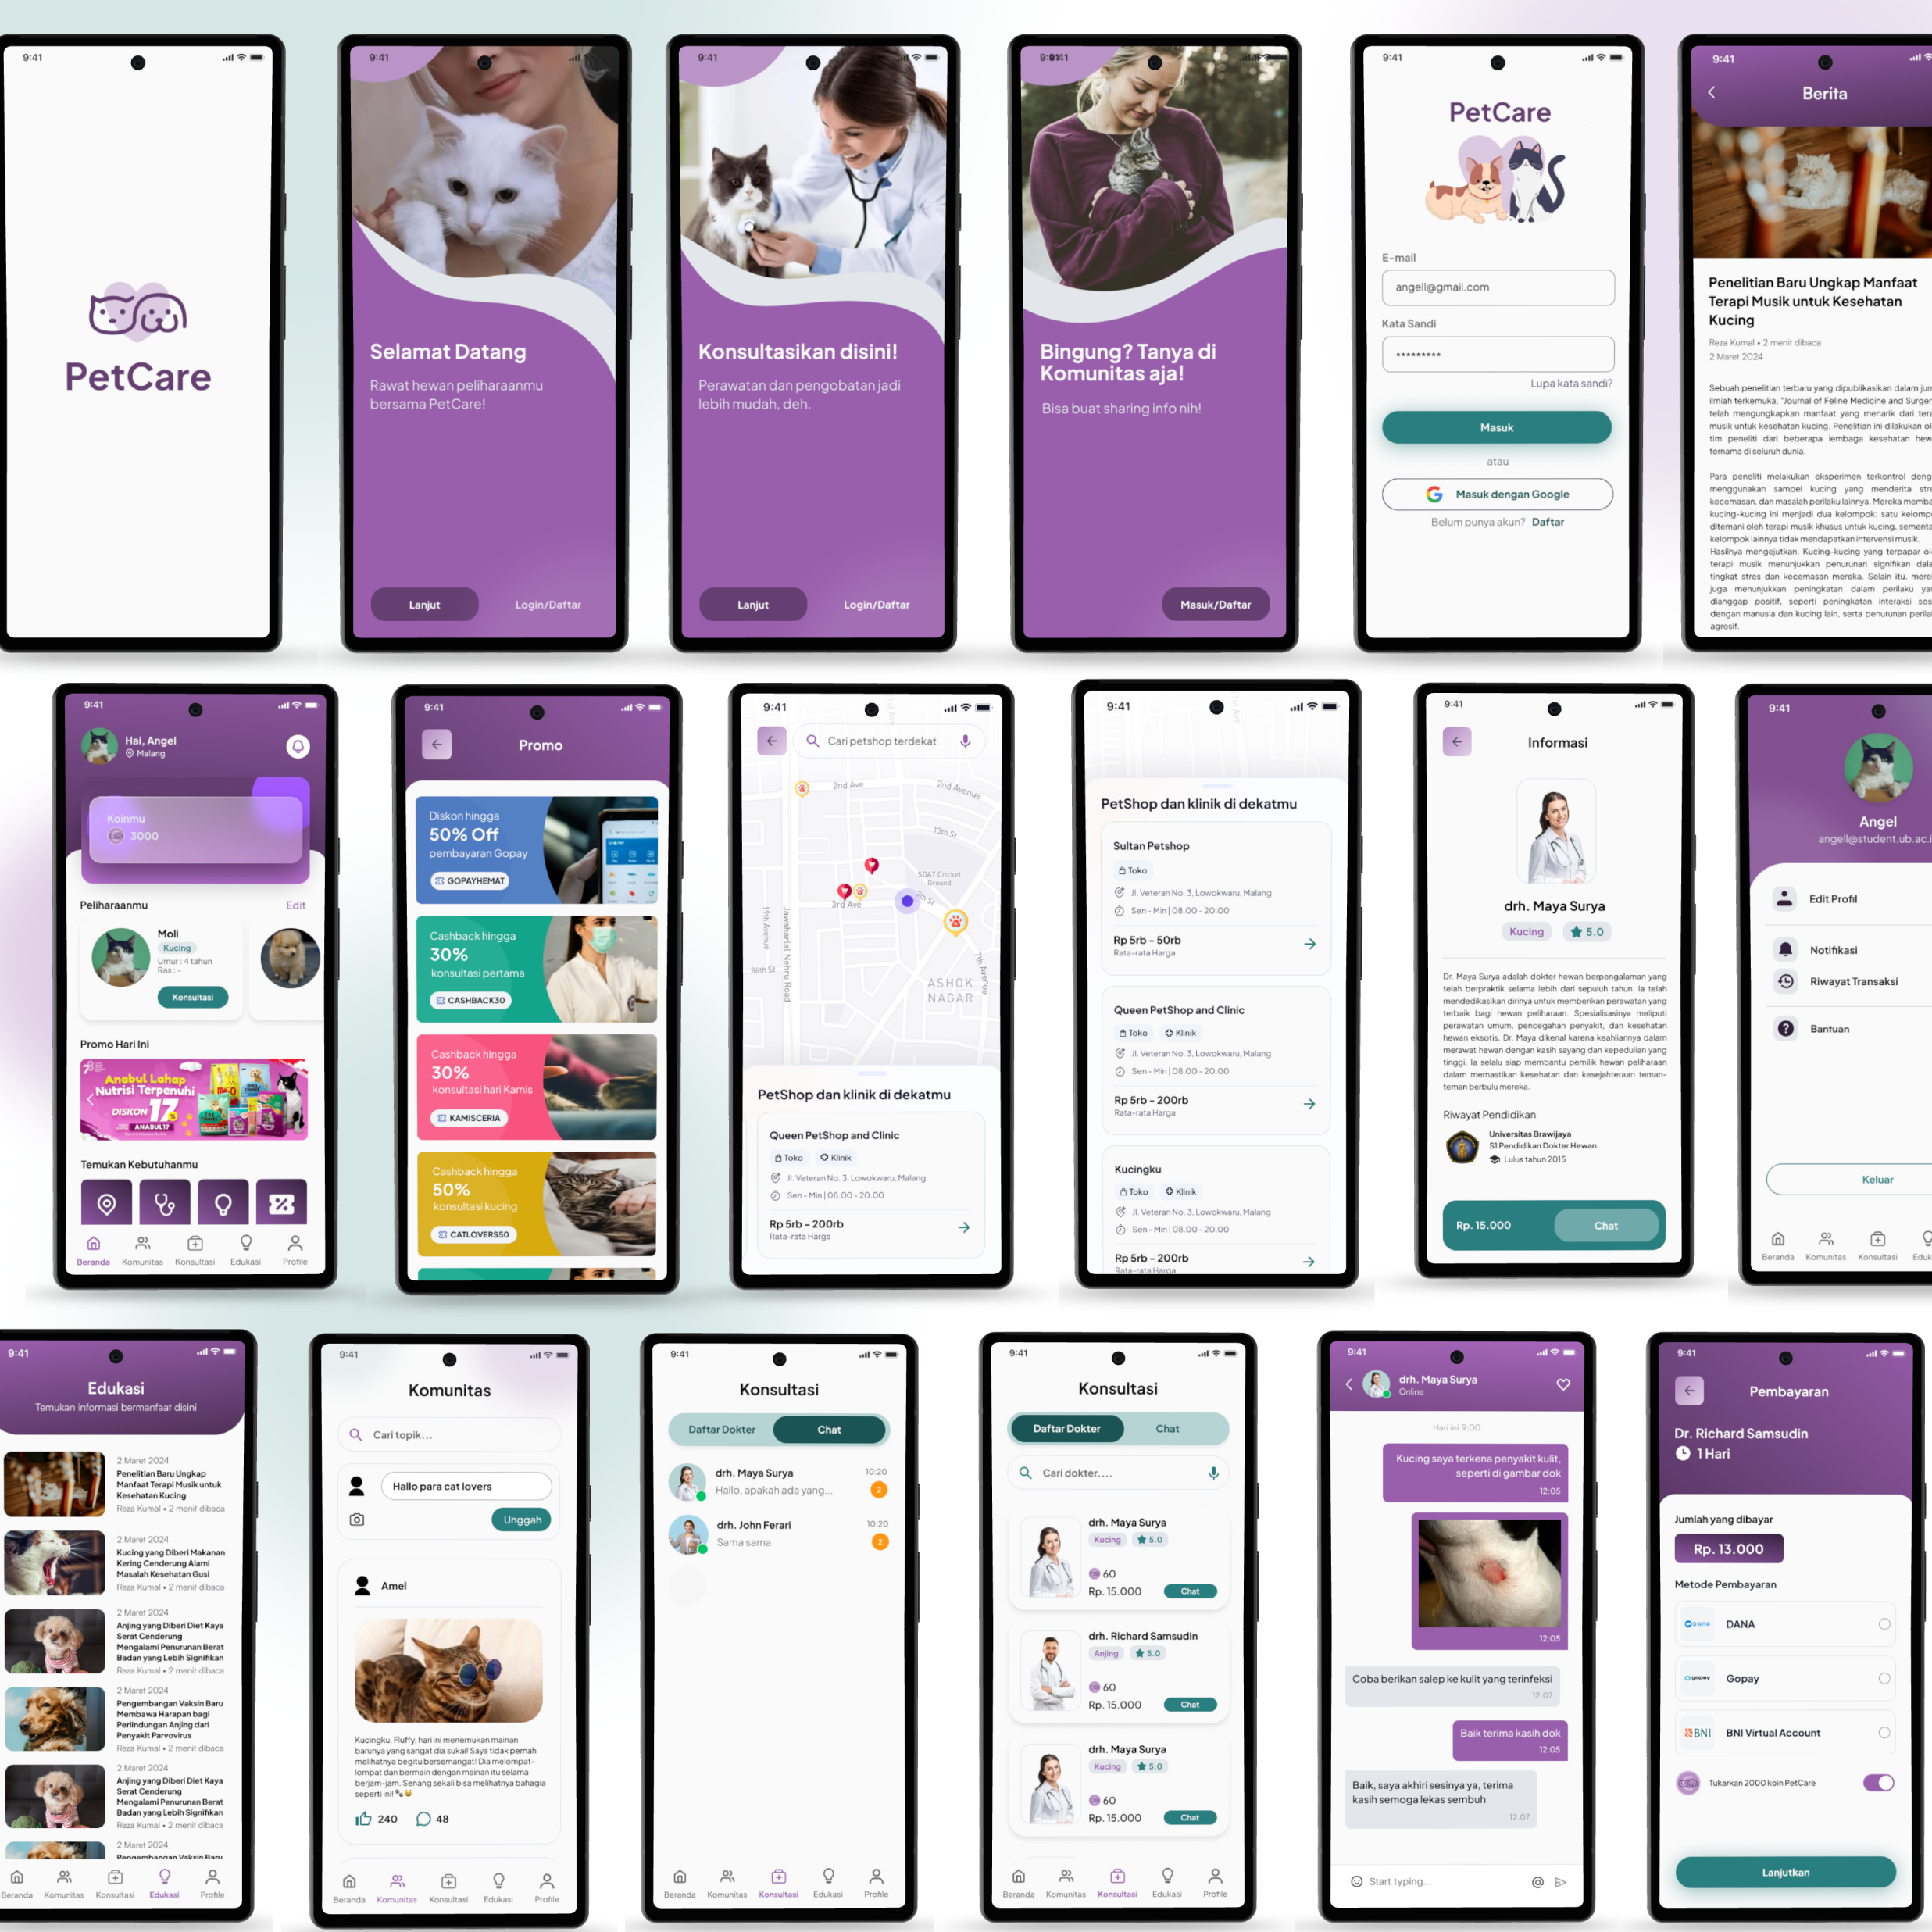 9:41
PetCare
9:41
Selamat Datang
Rawat hewan peliharaanmu
bersama PetCare!
Lanjut
Login/Daftar
9:41
Konsultasikan disini!
Perawatan dan pengobatan jadi
lebih mudah, deh.
Lanjut
Login/Daftar
Bingung? Tanya di
Komunitas aja!
Bisa buat sharing info nih!
Masuk/Daftar
9:41
PetCare
E-mail
angell@gmail.com
Kata Sandi
*********
Lupa kata sandi?
Masuk
atau
Masuk dengan Google
Belum punya akun? Daftar
9:41
Berita
Penelitian Baru Ungkap Manfaat
Terapi Musik untuk Kesehatan
Kucing
Reza Kumal • 2 menit dibaca
2 Maret 2024
Sebuah penelitian terbaru yang dipublikasikan dalam
ilmiah terkemuka, "Journal of Feline Medicine and
telah mengungkapkan manfaat yang menarik dari
musik untuk kesehatan kucing. Penelitian ini dilakukan
tim peneliti dari beberapa lembaga kesehatan
ternama di seluruh dunia.
Para peneliti melakukan eksperimen terkontrol
menggunakan sampel kucing yang menderita
kecemasan, dan masalah perilaku lainnya. Mereka
kucing-kucing ini menjadi dua kelompok: satu
ditemani oleh terapi musik khusus untuk kucing,
kelompok lainnya tidak mendapatkan intervensi musik.
Hasilnya mengejutkan. Kucing-kucing yang terpapar
terapi musik menunjukkan penurunan signifikan
tingkat stres dan kecemasan mereka. Selain itu,
juga menunjukkan peningkatan dalam perilaku
dianggap positif, seperti peningkatan interaksi
dengan manusia dan kucing lain, serta penurunan
agresif.
9:41
Hai, Angel
Malang
Koinmu
3000
Peliharaanmu
Edit
Moli
Kucing
Umur : 4 tahun
Ras : -
Konsultasi
Promo Hari Ini
Anabul Lahap
Nutrisi Terpenuhi
DISKON 17%
ANABUL17
Temukan Kebutuhanmu
Beranda Komunitas Konsultasi Edukasi Profile
9:41
Promo
Diskon hingga
50% Off
pembayaran Gopay
GOPAYHEMAT
Cashback hingga
30%
konsultasi pertama
CASHBACK30
Cashback hingga
30%
konsultasi hari Kamis
KAMISCERIA
Cashback hingga
50%
konsultasi kucing
CATLOVERS50
9:41
Cari petshop terdekat
2nd Ave
2nd Avenue
13th St
SDAT Cricket
Ground
7th St
3rd Ave
19th Avenue
Jawaharlal Nehru Road
86th St
7th Avenue
ASHOK
NAGAR
PetShop dan klinik di dekatmu
Queen PetShop and Clinic
Toko Klinik
Jl. Veteran No. 3, Lowokwaru, Malang
Sen - Min | 08.00 - 20.00
Rp 5rb - 200rb
Rata-rata Harga
9:41
PetShop dan klinik di dekatmu
Sultan Petshop
Toko
Jl. Veteran No. 3, Lowokwaru, Malang
Sen - Min | 08.00 - 20.00
Rp 5rb - 50rb
Rata-rata Harga
Queen PetShop and Clinic
Toko Klinik
Jl. Veteran No. 3, Lowokwaru, Malang
Sen - Min | 08.00 - 20.00
Rp 5rb - 200rb
Rata-rata Harga
Kucingku
Toko Klinik
Jl. Veteran No. 3, Lowokwaru, Malang
Sen - Min | 08.00 - 20.00
Rp 5rb - 200rb
Rata-rata Harga
9:41
Informasi
drh. Maya Surya
Kucing 5.0
Dr. Maya Surya adalah dokter hewan berpengalaman yang
telah berpraktik selama lebih dari sepuluh tahun. Ia telah
mendedikasikan dirinya untuk memberikan perawatan yang
terbaik bagi hewan peliharaan. Spesialisasinya meliputi
perawatan umum, pencegahan penyakit, dan kesehatan
hewan eksotis. Dr. Maya dikenal karena keahliannya dalam
merawat hewan dengan kasih sayang dan kepedulian yang
tinggi. Ia selalu siap membantu pemilik hewan peliharaan
dalam memastikan kesehatan dan kesejahteraan teman-
teman berbulu mereka.
Riwayat Pendidikan
Universitas Brawijaya
S1 Pendidikan Dokter Hewan
Lulus tahun 2015
Rp. 15.000
Chat
9:41
Angel
angell@student.ub.ac.i
Edit Profil
Notifikasi
Riwayat Transaksi
Bantuan
Keluar
Beranda Komunitas Konsultasi
9:41
Edukasi
Temukan informasi bermanfaat disini
2 Maret 2024
Penelitian Baru Ungkap
Manfaat Terapi Musik untuk
Kesehatan Kucing
Reza Kumal • 2 menit dibaca
2 Maret 2024
Kucing yang Diberi Makanan
Kering Cenderung Alami
Masalah Kesehatan Gusi
Reza Kumal • 2 menit dibaca
2 Maret 2024
Anjing yang Diberi Diet Kaya
Serat Cenderung
Mengalami Penurunan Berat
Badan yang Lebih Signifikan
Reza Kumal • 2 menit dibaca
2 Maret 2024
Pengembangan Vaksin Baru
Membawa Harapan bagi
Perlindungan Anjing dari
Penyakit Parvovirus
Reza Kumal • 2 menit dibaca
2 Maret 2024
Anjing yang Diberi Diet Kaya
Serat Cenderung
Mengalami Penurunan Berat
Badan yang Lebih Signifikan
Reza Kumal • 2 menit dibaca
2 Maret 2024
Pengembangan Vaksin Baru
Beranda Komunitas Konsultasi Edukasi Profile
9:41
Komunitas
Cari topik...
Hallo para cat lovers
Unggah
Amel
Kucingku, Fluffy, hari ini menemukan mainan
barunya yang sangat dia sukai! Saya tidak pernah
melihatnya begitu bersemangat! Dia melompat-
lompat dan bermain dengan mainan itu selama
berjam-jam. Senang sekali bisa melihatnya bahagia
seperti ini! 🐾😺
240 48
Beranda Komunitas Konsultasi Edukasi Profile
9:41
Konsultasi
Daftar Dokter Chat
drh. Maya Surya 10:20
Hallo, apakah ada yang... 2
drh. John Ferari 10:20
Sama sama 2
Beranda Komunitas Konsultasi Edukasi Profile
9:41
Konsultasi
Daftar Dokter Chat
Cari dokter....
drh. Maya Surya
Kucing 5.0
60
Rp. 15.000 Chat
drh. Richard Samsudin
Anjing 5.0
60
Rp. 15.000 Chat
drh. Maya Surya
Kucing 5.0
60
Rp. 15.000 Chat
Beranda Komunitas Konsultasi Edukasi Profile
9:41
drh. Maya Surya
Online
Hari ini 9:00
Kucing saya terkena penyakit kulit,
seperti di gambar dok
12:05
12:05
Coba berikan salep ke kulit yang terinfeksi
12.07
Baik terima kasih dok
12:05
Baik, saya akhiri sesinya ya, terima
kasih semoga lekas sembuh
12.07
Start typing...
9:41
Pembayaran
Dr. Richard Samsudin
1 Hari
Jumlah yang dibayar
Rp. 13.000
Metode Pembayaran
DANA DANA
gopay Gopay
BNI BNI Virtual Account
Tukarkan 2000 koin PetCare
Lanjutkan